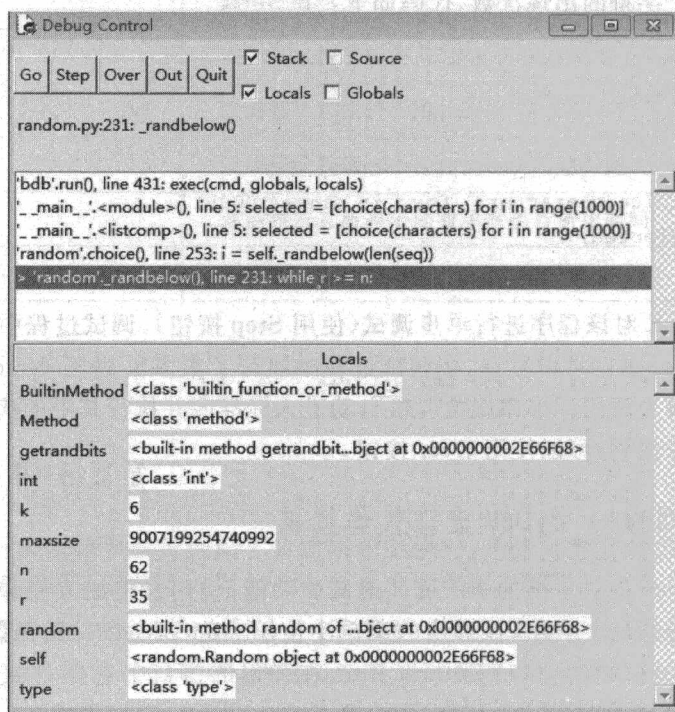 Debug Control
Go Step Over Out Quit Stack Source
Locals Globals
random.py:231: _randbelow()
'bdb'.run(), line 431: exec(cmd, globals, locals)
'_ _main_ _'.<module>(), line 5: selected = [choice(characters) for i in range(1000)]
'_ _main_ _'.<listcomp>(), line 5: selected = [choice(characters) for i in range(1000)]
'random'.choice(), line 253: i = self._randbelow(len(seq))
> 'random'._randbelow(), line 231: while r >= n:
Locals
BuiltinMethod <class 'builtin_function_or_method'>
Method <class 'method'>
getrandbits <built-in method getrandbit...bject at 0x0000000002E66F68>
int <class 'int'>
k 6
maxsize 9007199254740992
n 62
r 35
random <built-in method random of ...bject at 0x0000000002E66F68>
self <random.Random object at 0x0000000002E66F68>
type <class 'type'>